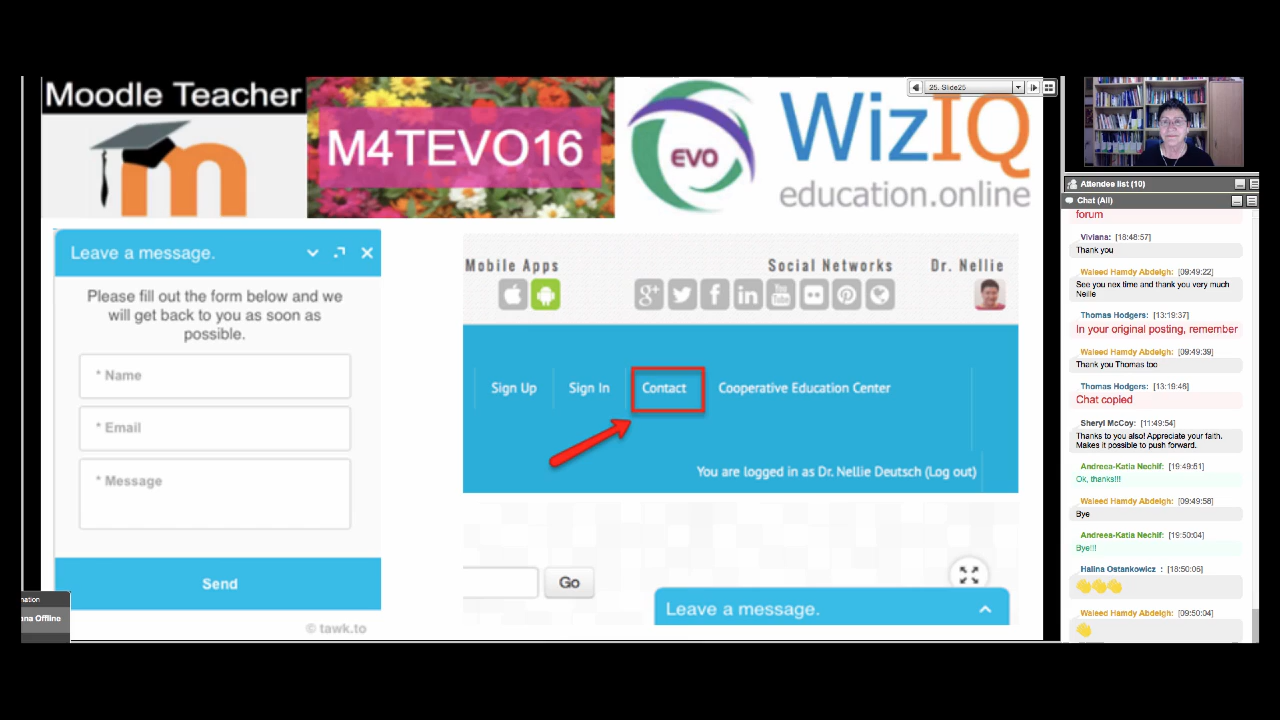 Moodle Teacher
M4TEVO16
EVO
WizIQ
education.online
25. Slide25
Leave a message.
Please fill out the form below and we
will get back to you as soon as
possible.
* Name
* Email
* Message
Send
© tawk.to
nation
ana Offline
Mobile Apps
Social Networks
Dr. Nellie
Sign Up
Sign In
Contact
Cooperative Education Center
You are logged in as Dr. Nellie Deutsch (Log out)
Go
Leave a message.
Attendee list (10)
Chat (All)
forum
Viviana: [18:48:57]
Thank you
Waleed Hamdy Abdelgh: [09:49:22]
See you nex time and thank you very much
Nellie
Thomas Hodgers: [13:19:37]
In your original posting, remember
Waleed Hamdy Abdelgh: [09:49:39]
Thank you Thomas too
Thomas Hodgers: [13:19:46]
Chat copied
Sheryl McCoy: [11:49:54]
Thanks to you also! Appreciate your faith.
Makes it possible to push forward.
Andreea-Katia Nechif: [19:49:51]
Ok, thanks!!!
Waleed Hamdy Abdelgh: [09:49:58]
Bye
Andreea-Katia Nechif: [19:50:04]
Bye!!!
Halina Ostankowicz : [18:50:06]
Waleed Hamdy Abdelgh: [09:50:04]